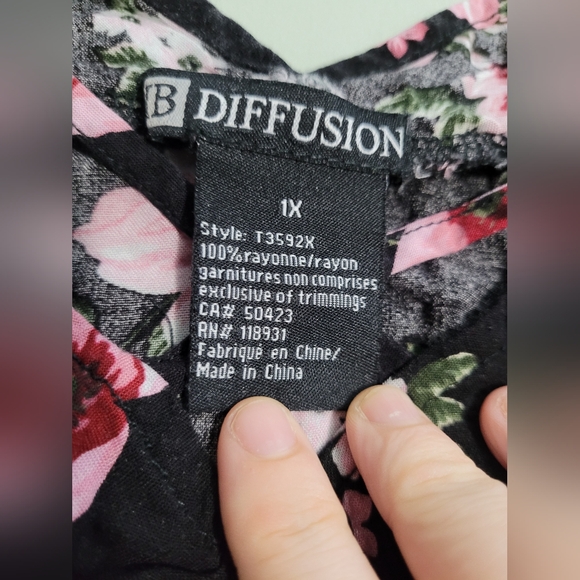 B DIFFUSION
1X
Style: T3592X
100%rayonne/rayon
garnitures non comprises
exclusive of trimmings
CA# 50423
RN# 118931
Fabriqué en Chine/
Made in China